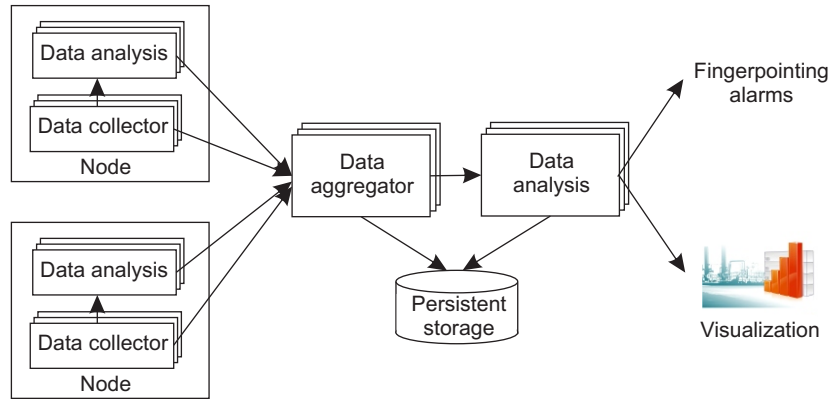 Data analysis
Data collector
Node
Data analysis
Data collector
Node
Data
aggregator
Data
analysis
Persistent
storage
Fingerpointing
alarms
Visualization